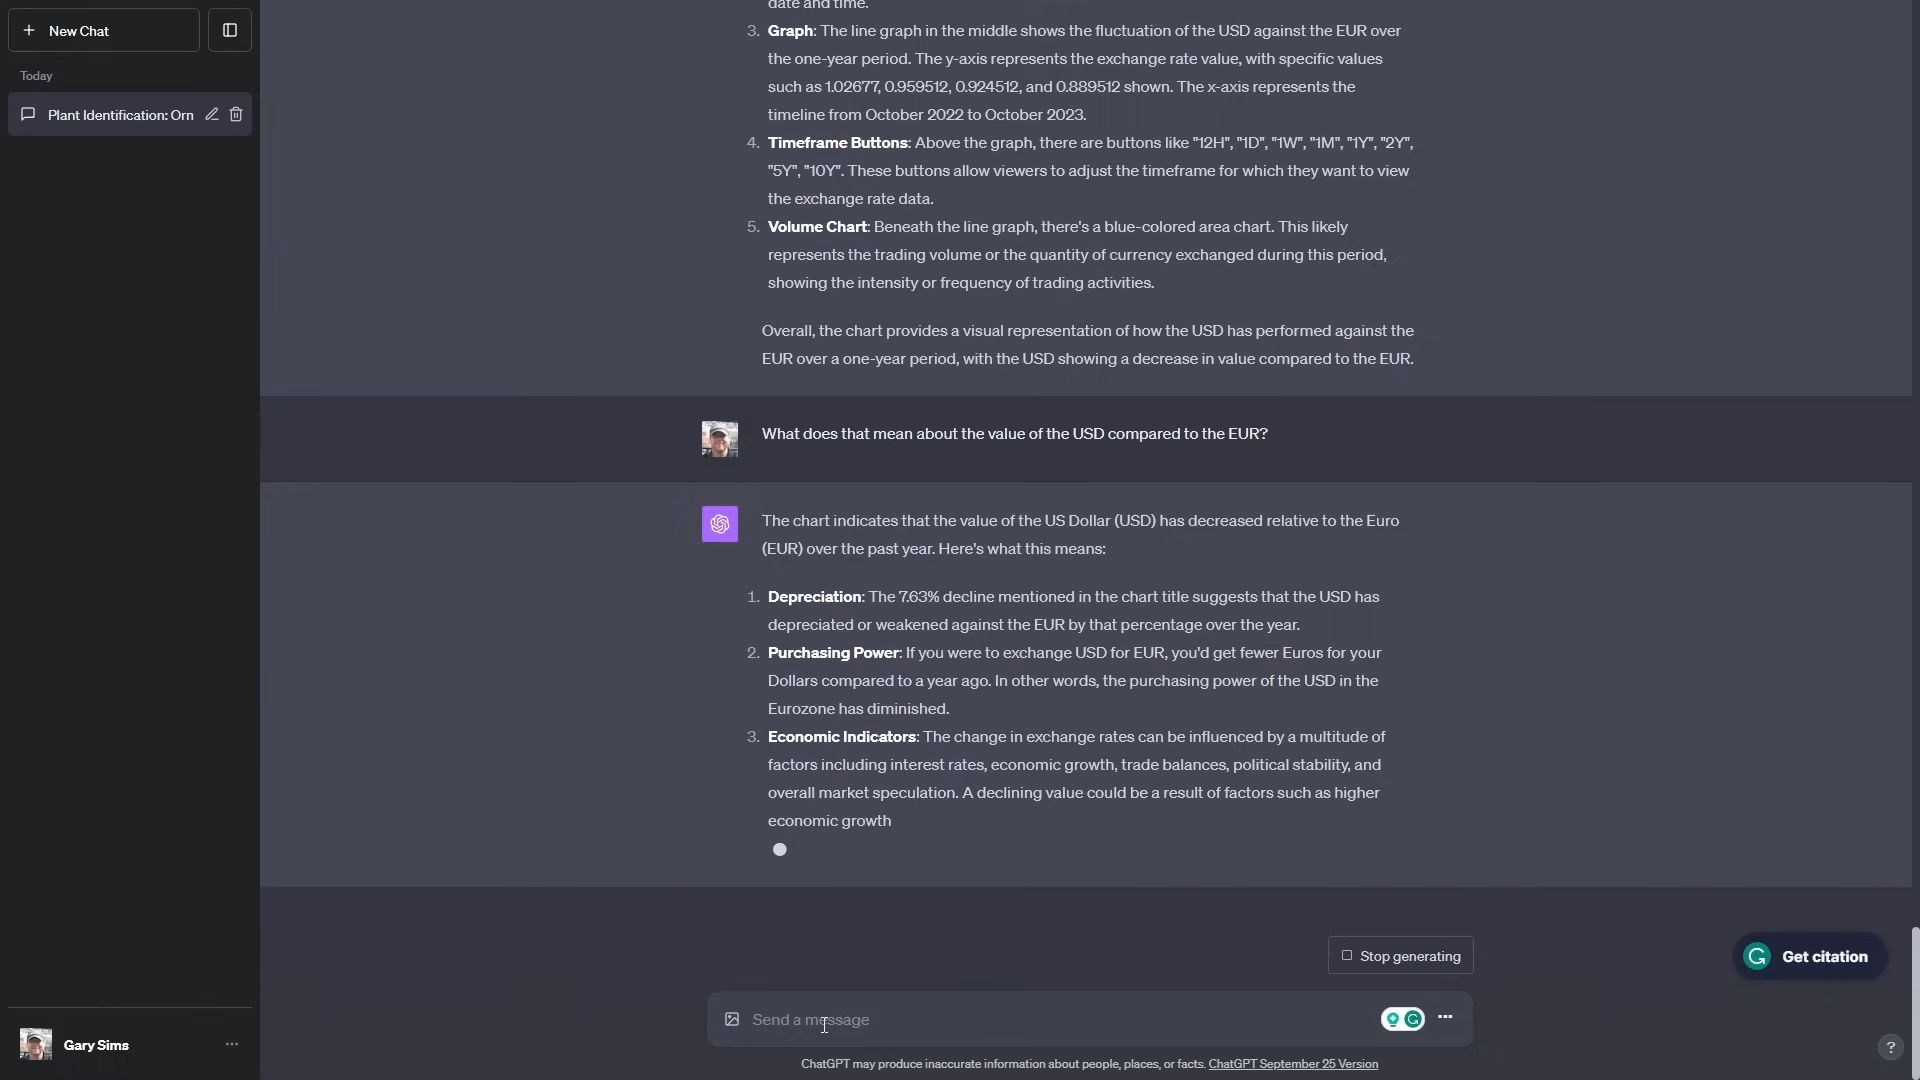 New Chat
Today
Plant Identification: Orn
Gary Sims
date and time.
3. Graph: The line graph in the middle shows the fluctuation of the USD against the EUR over
the one-year period. The y-axis represents the exchange rate value, with specific values
such as 1.02677, 0.959512, 0.924512, and 0.889512 shown. The x-axis represents the
timeline from October 2022 to October 2023.
4. Timeframe Buttons: Above the graph, there are buttons like "12H", "1D", "1W", "1M", "1Y", "2Y",
"5Y", "10Y". These buttons allow viewers to adjust the timeframe for which they want to view
the exchange rate data.
5. Volume Chart: Beneath the line graph, there's a blue-colored area chart. This likely
represents the trading volume or the quantity of currency exchanged during this period,
showing the intensity or frequency of trading activities.
Overall, the chart provides a visual representation of how the USD has performed against the
EUR over a one-year period, with the USD showing a decrease in value compared to the EUR.
What does that mean about the value of the USD compared to the EUR?
The chart indicates that the value of the US Dollar (USD) has decreased relative to the Euro
(EUR) over the past year. Here's what this means:
1. Depreciation: The 7.63% decline mentioned in the chart title suggests that the USD has
depreciated or weakened against the EUR by that percentage over the year.
2. Purchasing Power: If you were to exchange USD for EUR, you'd get fewer Euros for your
Dollars compared to a year ago. In other words, the purchasing power of the USD in the
Eurozone has diminished.
3. Economic Indicators: The change in exchange rates can be influenced by a multitude of
factors including interest rates, economic growth, trade balances, political stability, and
overall market speculation. A declining value could be a result of factors such as higher
economic growth
Stop generating
Get citation
Send a message
ChatGPT may produce inaccurate information about people, places, or facts. ChatGPT September 25 Version
?